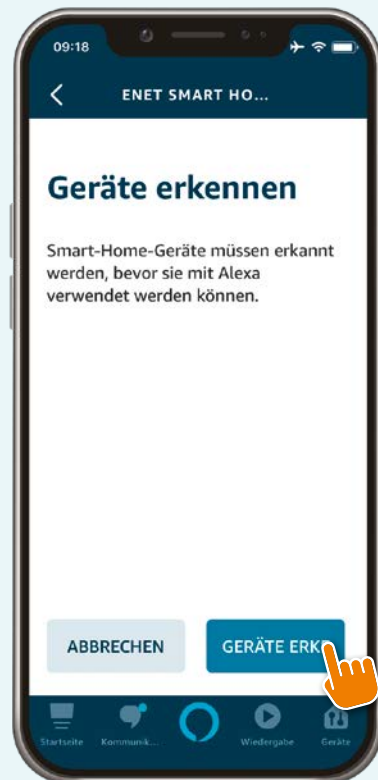 09:18
ENET SMART HO...
Geräte erkennen
Smart-Home-Geräte müssen erkannt
werden, bevor sie mit Alexa
verwendet werden können.
ABBRECHEN GERÄTE ERKE
Startseite Kommunik... Wiedergabe Geräte